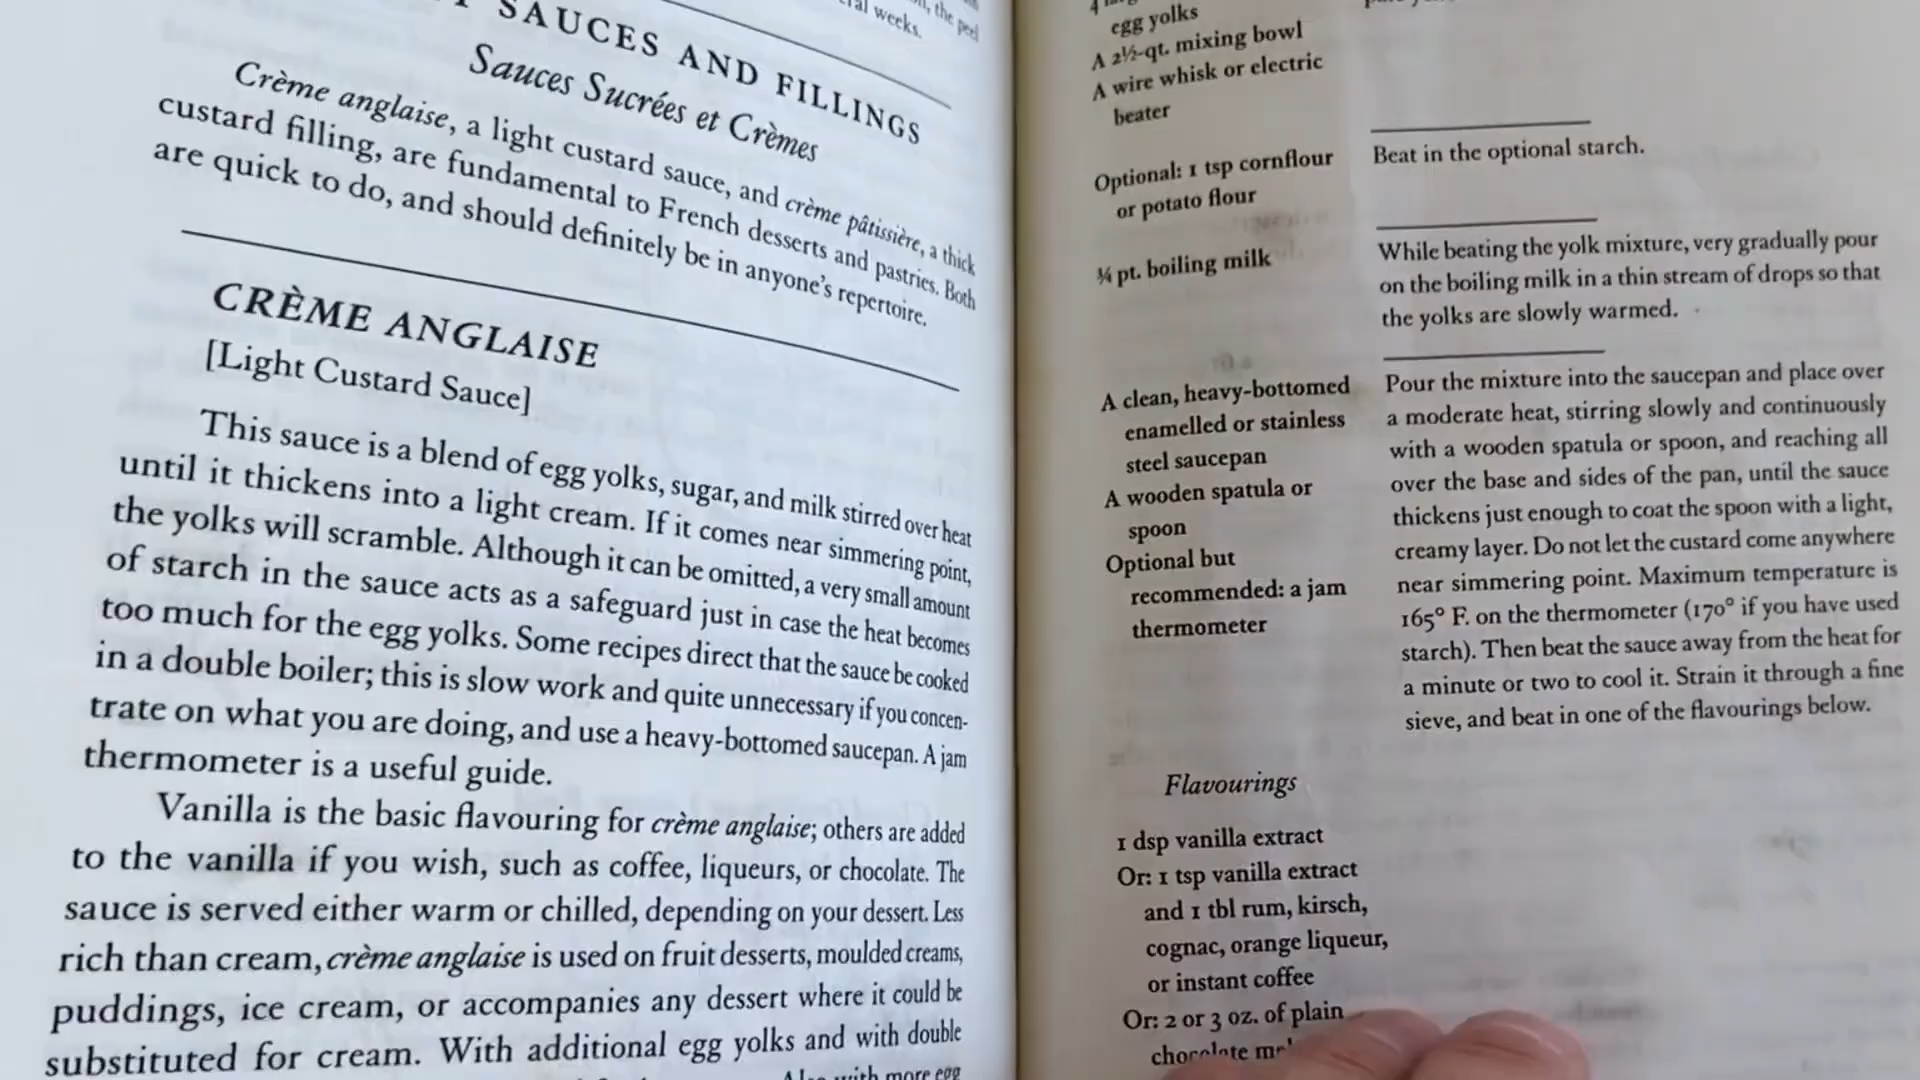 the peel
weeks.
SAUCES AND FILLINGS
Sauces Sucrées et Crèmes
Crème anglaise, a light custard sauce, and crème pâtissière, a thick
custard filling, are fundamental to French desserts and pastries. Both
are quick to do, and should definitely be in anyone's repertoire.
CRÈME ANGLAISE
[Light Custard Sauce]
This sauce is a blend of egg yolks, sugar, and milk stirred over heat
until it thickens into a light cream. If it comes near simmering point,
the yolks will scramble. Although it can be omitted, a very small amount
of starch in the sauce acts as a safeguard just in case the heat becomes
too much for the egg yolks. Some recipes direct that the sauce be cooked
in a double boiler; this is slow work and quite unnecessary if you concen-
trate on what you are doing, and use a heavy-bottomed saucepan. A jam
thermometer is a useful guide.
Vanilla is the basic flavouring for crème anglaise; others are added
to the vanilla if you wish, such as coffee, liqueurs, or chocolate. The
sauce is served either warm or chilled, depending on your dessert. Less
rich than cream, crème anglaise is used on fruit desserts, moulded creams,
puddings, ice cream, or accompanies any dessert where it could be
substituted for cream. With additional egg yolks and with double
with more egg
4
egg yolks
A 2½-qt. mixing bowl
A wire whisk or electric
beater
Optional: 1 tsp cornflour
or potato flour
Beat in the optional starch.
¾ pt. boiling milk
While beating the yolk mixture, very gradually pour
on the boiling milk in a thin stream of drops so that
the yolks are slowly warmed.
A clean, heavy-bottomed
enamelled or stainless
steel saucepan
A wooden spatula or
spoon
Optional but
recommended: a jam
thermometer
Pour the mixture into the saucepan and place over
a moderate heat, stirring slowly and continuously
with a wooden spatula or spoon, and reaching all
over the base and sides of the pan, until the sauce
thickens just enough to coat the spoon with a light,
creamy layer. Do not let the custard come anywhere
near simmering point. Maximum temperature is
165° F. on the thermometer (170° if you have used
starch). Then beat the sauce away from the heat for
a minute or two to cool it. Strain it through a fine
sieve, and beat in one of the flavourings below.
Flavourings
1 dsp vanilla extract
Or: 1 tsp vanilla extract
and 1 tbl rum, kirsch,
cognac, orange liqueur,
or instant coffee
Or: 2 or 3 oz. of plain
chocolate